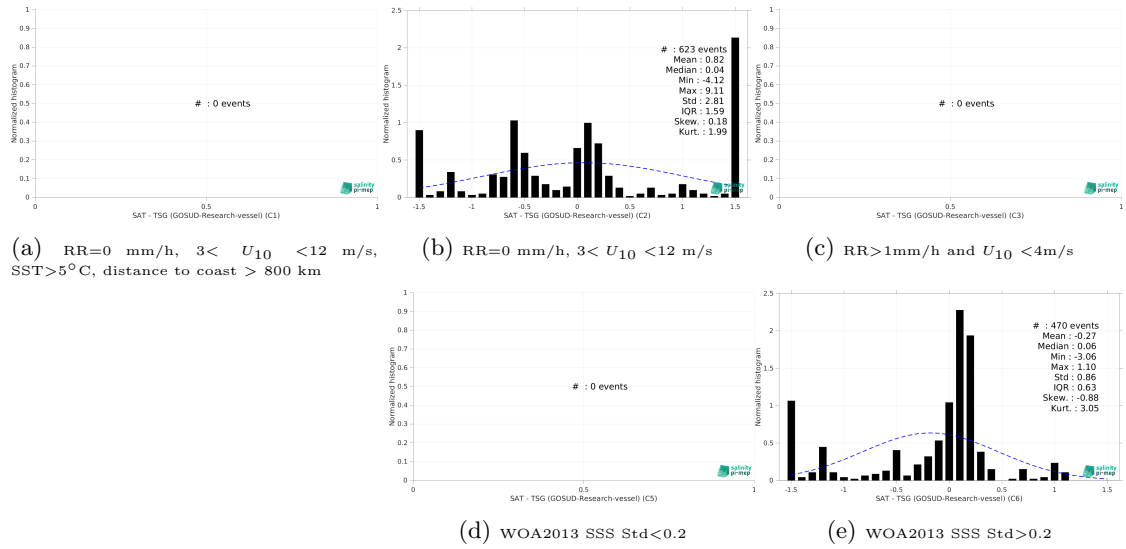 1
0.9
0.8
0.7
0.6
0.5
0.4
0.3
0.2
0.1
0
Normalized histogram
# : 0 events
salinity
pi-mep
0 0.5 1
SAT - TSG (GOSUD-Research-vessel) (C1)
(a) RR=0 mm/h, 3< U10 <12 m/s,
SST>5°C, distance to coast > 800 km
2.5
2
1.5
1
0.5
0
Normalized histogram
# : 623 events
Mean : 0.82
Median : 0.04
Min : -4.12
Max : 9.11
Std : 2.81
IQR : 1.59
Skew. : 0.18
Kurt. : 1.99
salinity
pi-mep
-1.5 -1 -0.5 0 0.5 1 1.5
SAT - TSG (GOSUD-Research-vessel) (C2)
(b) RR=0 mm/h, 3< U10 <12 m/s
1
0.9
0.8
0.7
0.6
0.5
0.4
0.3
0.2
0.1
0
Normalized histogram
# : 0 events
salinity
pi-mep
0 0.5 1
SAT - TSG (GOSUD-Research-vessel) (C3)
(c) RR>1mm/h and U10 <4m/s
1
0.9
0.8
0.7
0.6
0.5
0.4
0.3
0.2
0.1
0
Normalized histogram
# : 0 events
salinity
pi-mep
0 0.5 1
SAT - TSG (GOSUD-Research-vessel) (C5)
(d) WOA2013 SSS Std<0.2
2.5
2
1.5
1
0.5
0
Normalized histogram
# : 470 events
Mean : -0.27
Median : 0.06
Min : -3.06
Max : 1.10
Std : 0.86
IQR : 0.63
Skew. : -0.88
Kurt. : 3.05
salinity
pi-mep
-1.5 -1 -0.5 0 0.5 1 1.5
SAT - TSG (GOSUD-Research-vessel) (C6)
(e) WOA2013 SSS Std>0.2